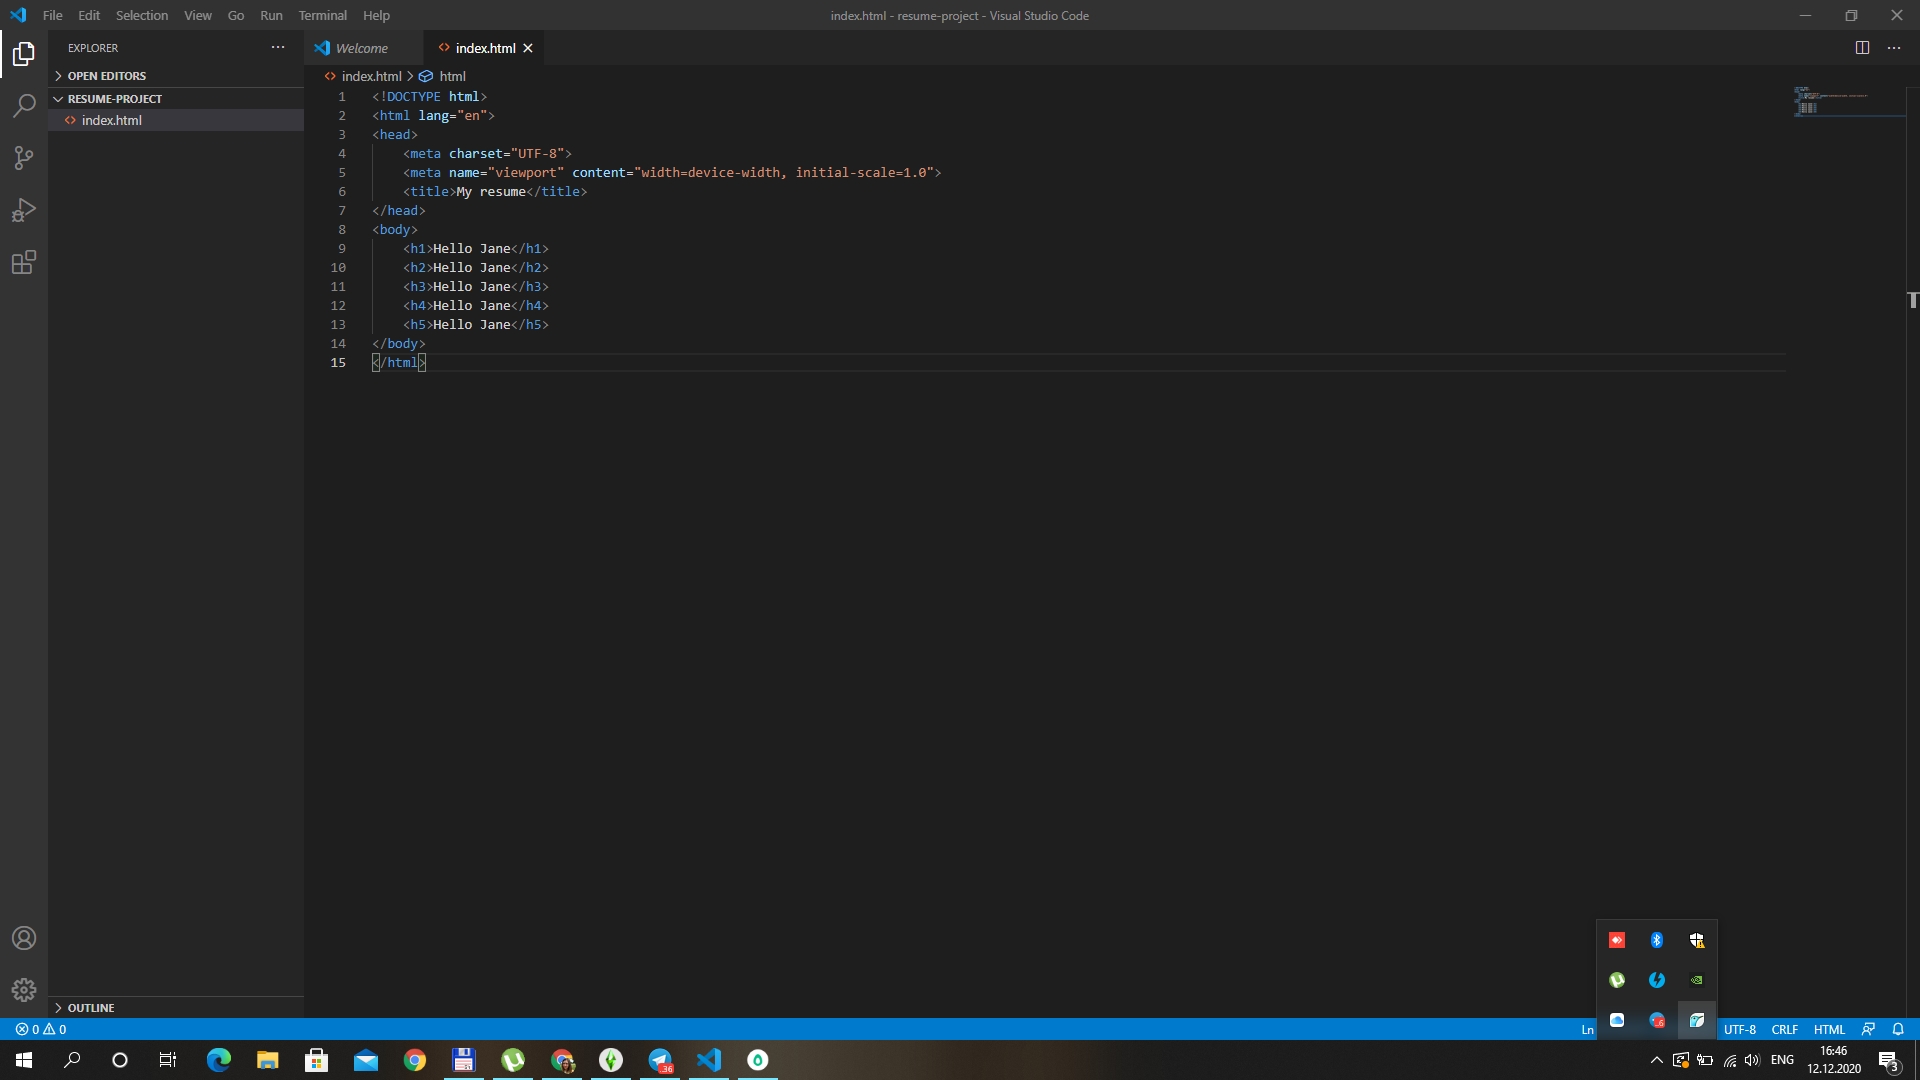 File Edit Selection View Go Run Terminal Help
index.html - resume-project - Visual Studio Code
EXPLORER
OPEN EDITORS
RESUME-PROJECT
index.html
OUTLINE
Welcome
index.html
index.html > html
1 <!DOCTYPE html>
2 <html lang="en">
3 <head>
4 <meta charset="UTF-8">
5 <meta name="viewport" content="width=device-width, initial-scale=1.0">
6 <title>My resume</title>
7 </head>
8 <body>
9 <h1>Hello Jane</h1>
10 <h2>Hello Jane</h2>
11 <h3>Hello Jane</h3>
12 <h4>Hello Jane</h4>
13 <h5>Hello Jane</h5>
14 </body>
15 </html>
0 0
Ln
UTF-8 CRLF HTML
ENG
16:46
12.12.2020
3